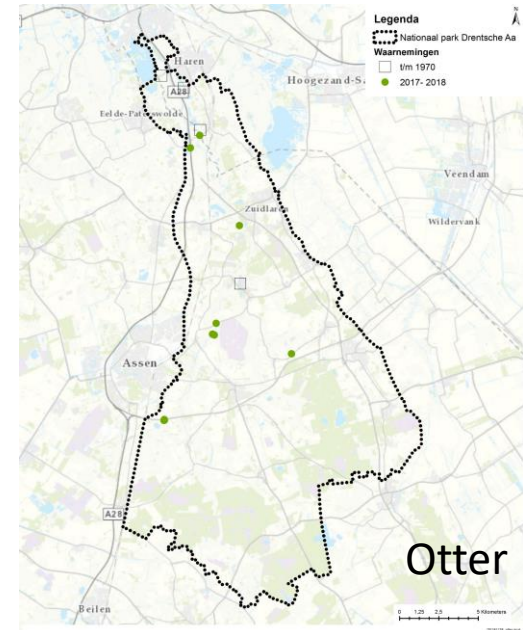 N
Legenda
Nationaal park Drentsche Aa
Waarnemingen
t/m 1970
2017- 2018
Haren
Hoogezand-S
A28
Eelde-Paterswolde
Veendam
Zuidlaren
Wildervank
Assen
A28
Otter
Beilen
0 1,25 2,5 5 Kilometers